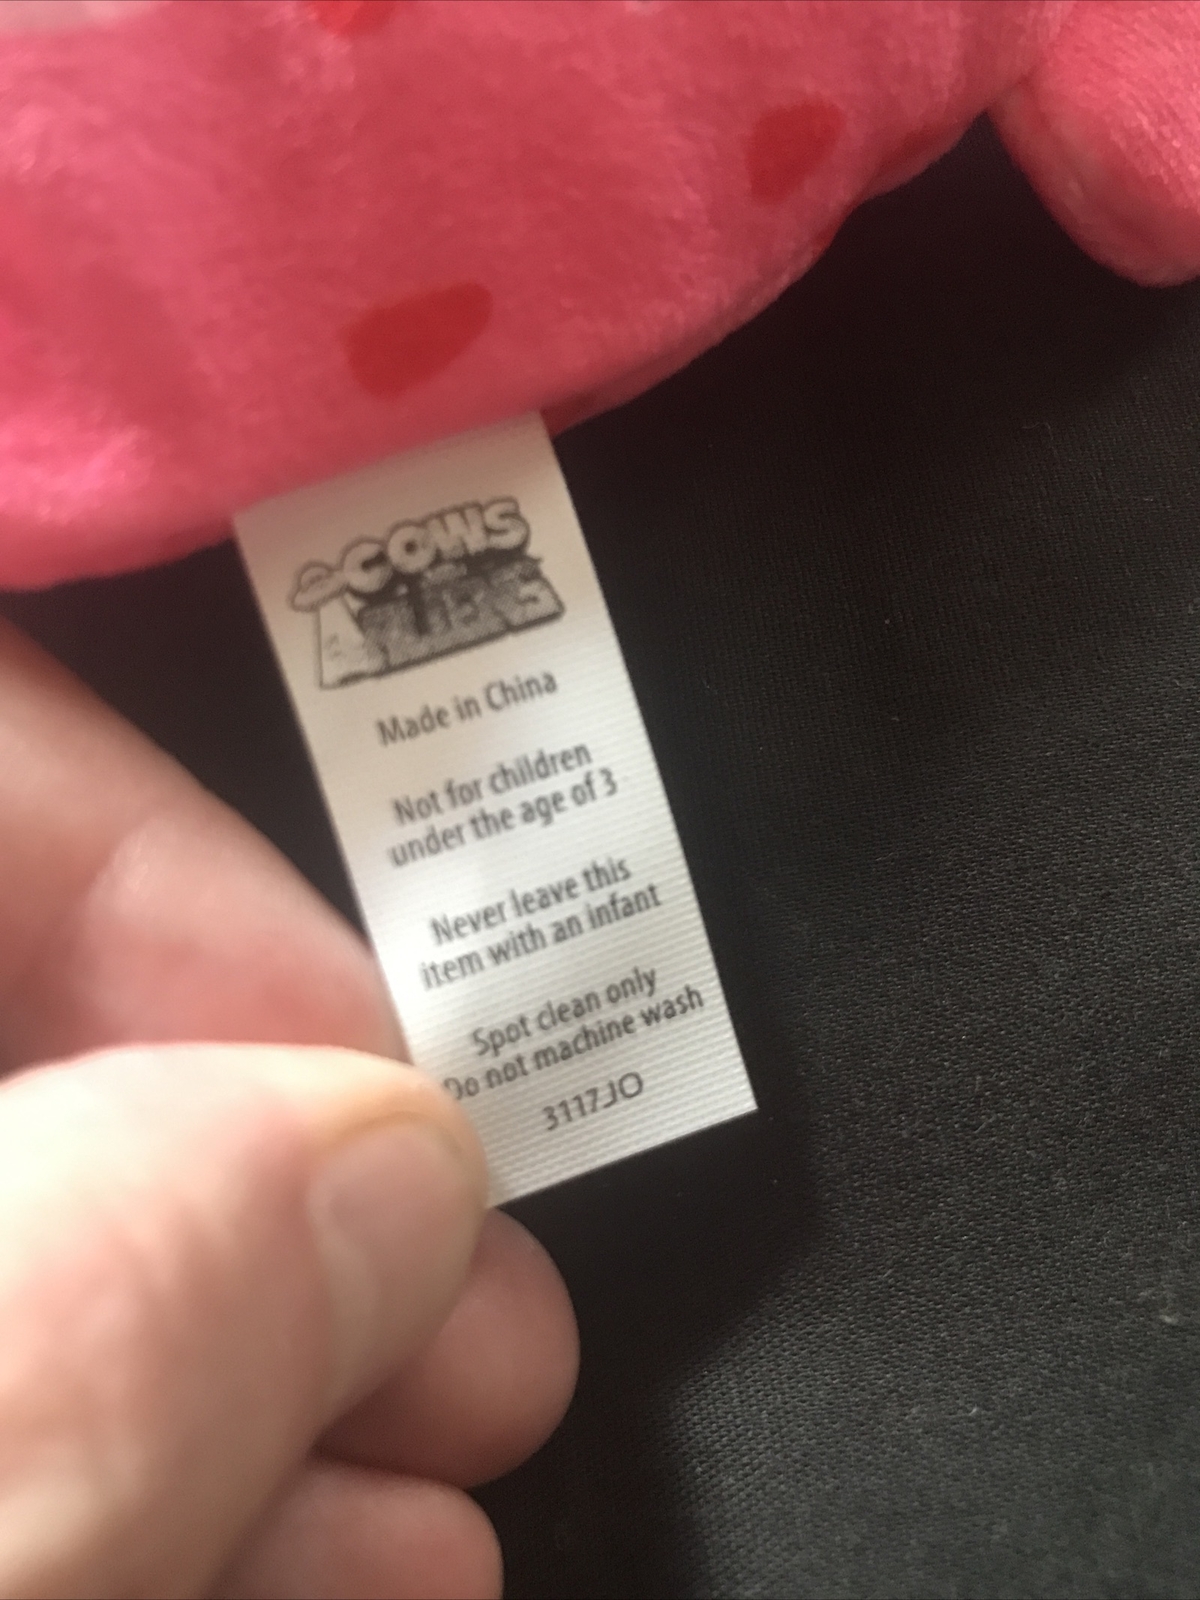 COWS
ALIENS
Made in China
Not for children
under the age of 3
Never leave this
item with an infant
Spot clean only
Do not machine wash
3117JO